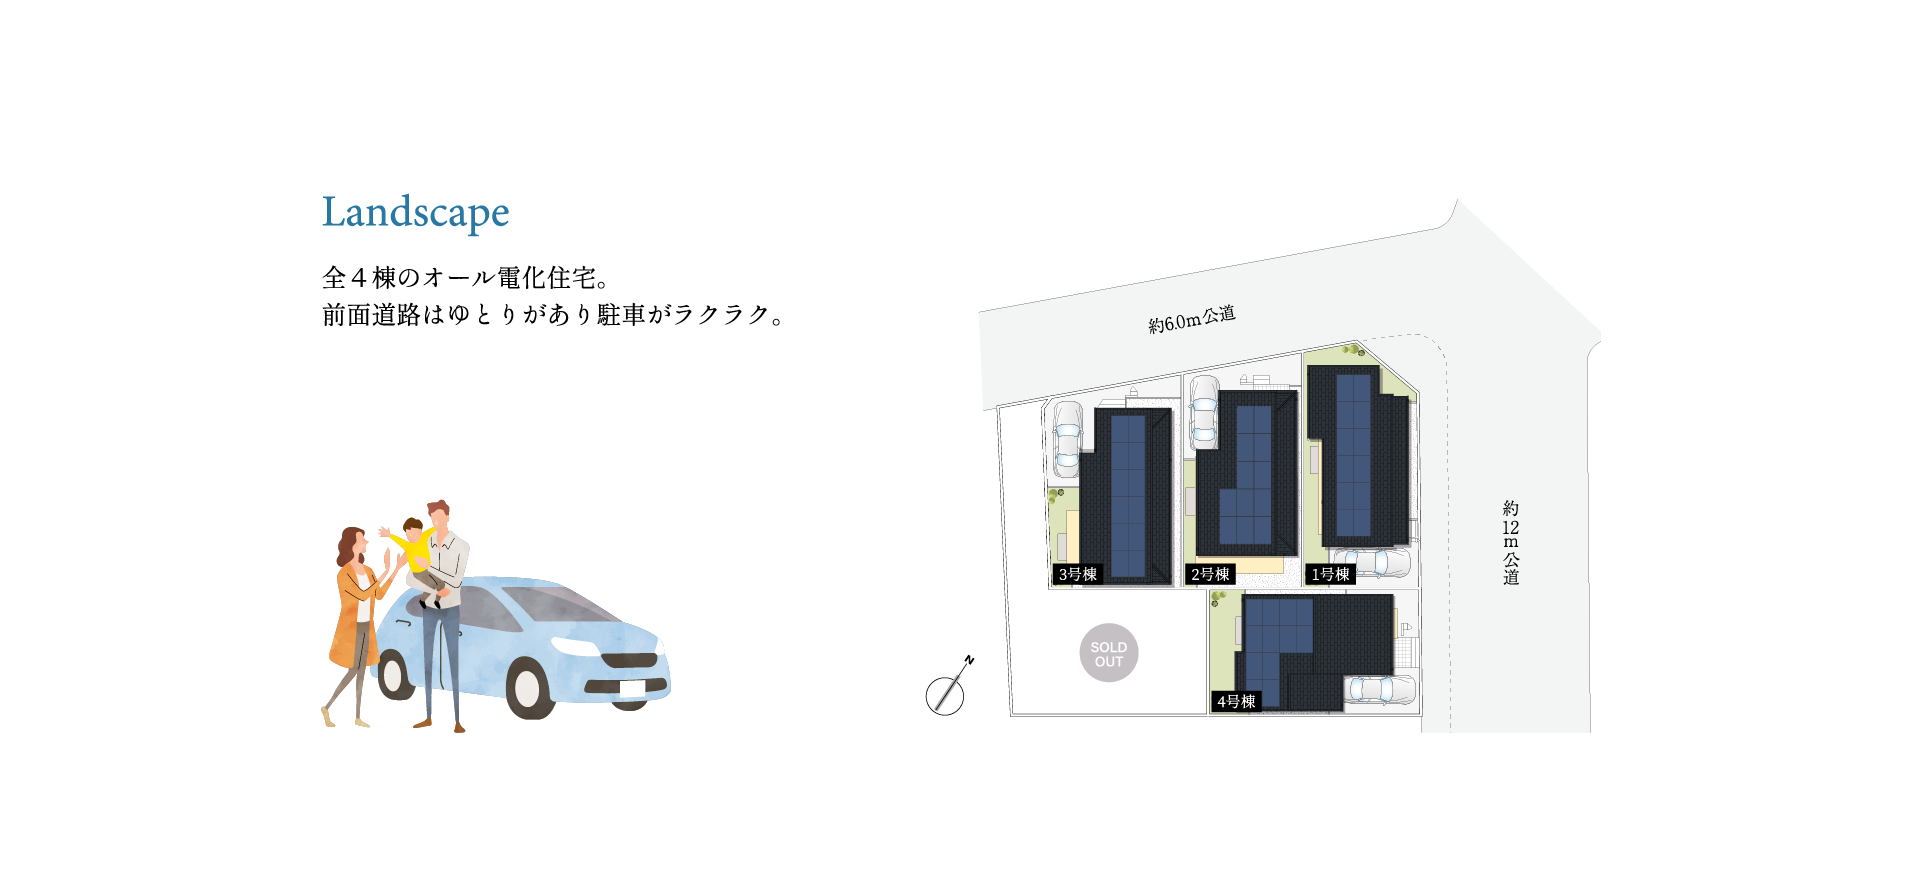 Landscape
全４棟のオール電化住宅。
前面道路はゆとりがあり駐車がラクラク。
約6.0m公道
約12m公道
3号棟
2号棟
1号棟
SOLD
OUT
4号棟
N